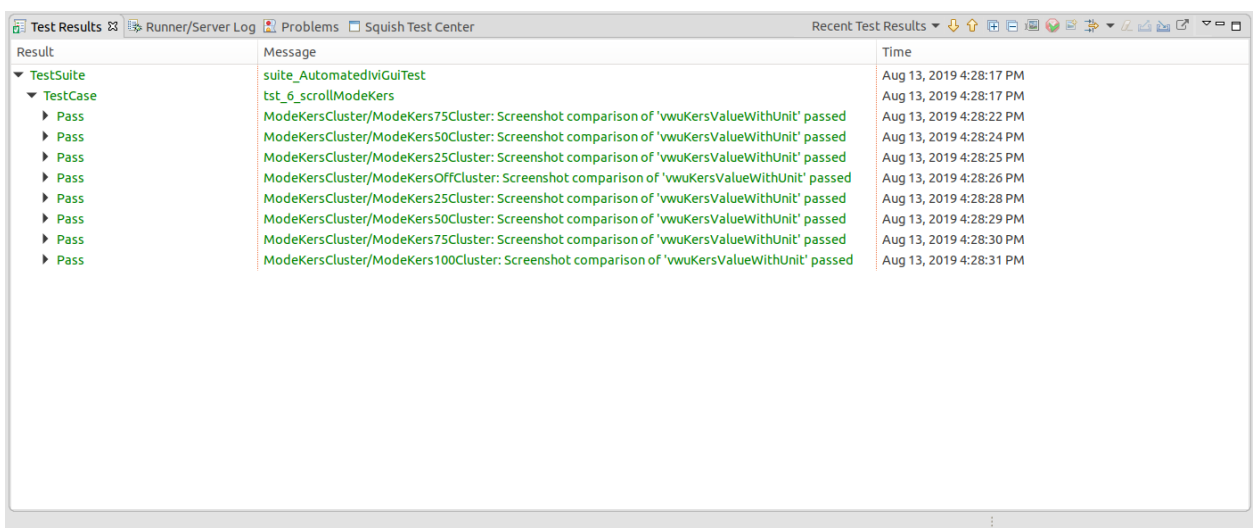 Test Results Runner/Server Log Problems Squish Test Center Recent Test Results
Result Message Time
TestSuite suite_AutomatedIviGuiTest Aug 13, 2019 4:28:17 PM
TestCase tst_6_scrollModeKers Aug 13, 2019 4:28:17 PM
Pass ModeKersCluster/ModeKers75Cluster: Screenshot comparison of 'vwuKersValueWithUnit' passed Aug 13, 2019 4:28:22 PM
Pass ModeKersCluster/ModeKers50Cluster: Screenshot comparison of 'vwuKersValueWithUnit' passed Aug 13, 2019 4:28:24 PM
Pass ModeKersCluster/ModeKers25Cluster: Screenshot comparison of 'vwuKersValueWithUnit' passed Aug 13, 2019 4:28:25 PM
Pass ModeKersCluster/ModeKersOffCluster: Screenshot comparison of 'vwuKersValueWithUnit' passed Aug 13, 2019 4:28:26 PM
Pass ModeKersCluster/ModeKers25Cluster: Screenshot comparison of 'vwuKersValueWithUnit' passed Aug 13, 2019 4:28:28 PM
Pass ModeKersCluster/ModeKers50Cluster: Screenshot comparison of 'vwuKersValueWithUnit' passed Aug 13, 2019 4:28:29 PM
Pass ModeKersCluster/ModeKers75Cluster: Screenshot comparison of 'vwuKersValueWithUnit' passed Aug 13, 2019 4:28:30 PM
Pass ModeKersCluster/ModeKers100Cluster: Screenshot comparison of 'vwuKersValueWithUnit' passed Aug 13, 2019 4:28:31 PM